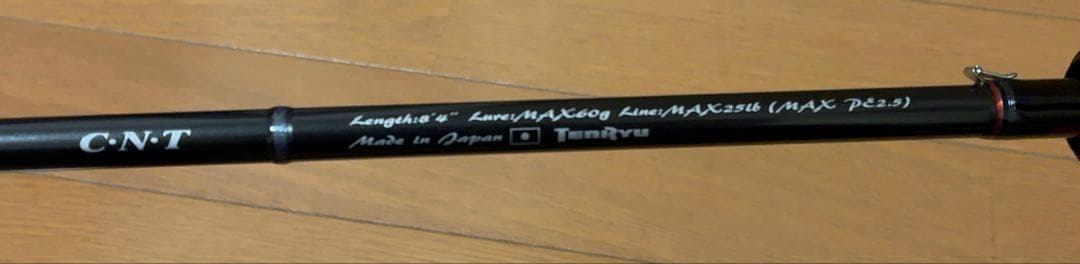 C·N·T
Length:8'4" Lure:MAX60g Line:MAX25lb (MAX PE2.5)
Made in Japan TENRYU